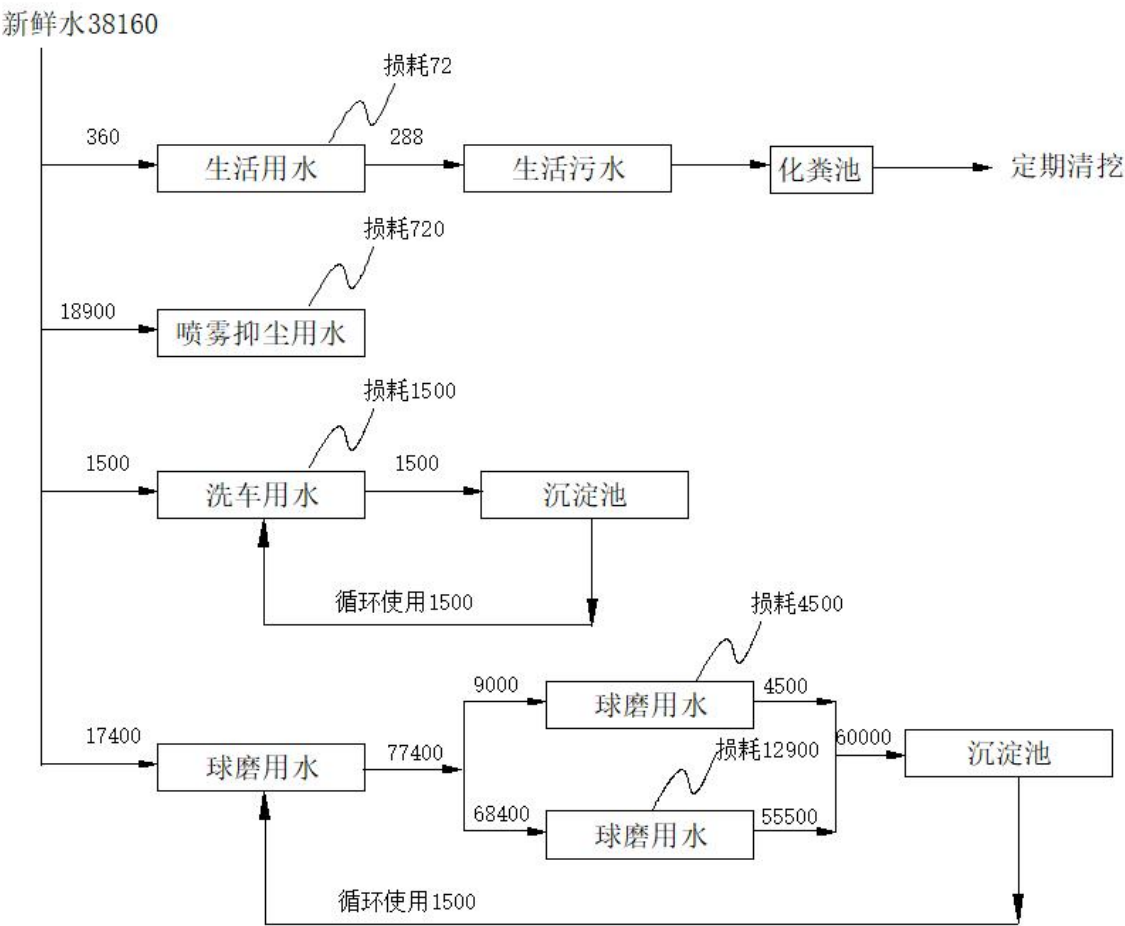 新鲜水38160
损耗72
360
生活用水
288
生活污水
化粪池
定期清挖
损耗720
18900
喷雾抑尘用水
损耗1500
1500
洗车用水
1500
沉淀池
循环使用1500
损耗4500
9000
球磨用水
4500
17400
球磨用水
77400
损耗12900
60000
沉淀池
68400
球磨用水
55500
循环使用1500